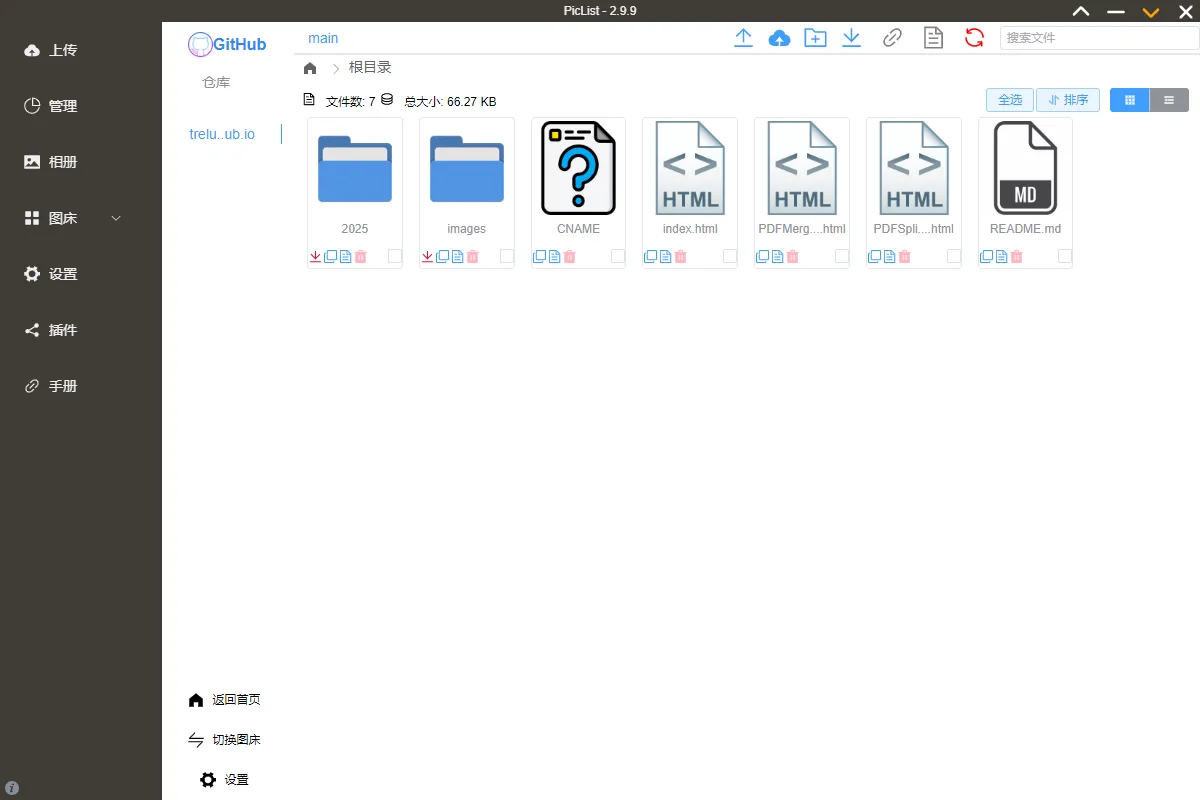 PicList - 2.9.9
上传
管理
相册
图床
设置
插件
手册
GitHub
仓库
trelu..ub.io
返回首页
切换图床
设置
main
搜索文件
根目录
文件数: 7 总大小: 66.27 KB
全选 排序
2025
images
CNAME
HTML
index.html
HTML
PDFMerg....html
HTML
PDFSpli....html
MD
README.md